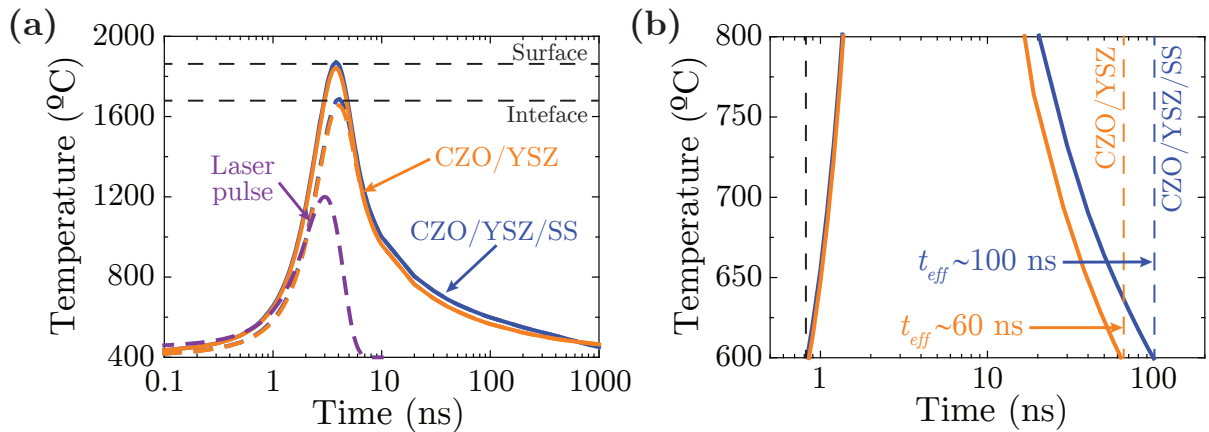 (a)
Temperature (ºC)
2000
1600
1200
800
400
Surface
Inteface
Laser
pulse
CZO/YSZ
CZO/YSZ/SS
0.1
1
10
100
1000
Time (ns)
(b)
Temperature (ºC)
800
750
700
650
600
CZO/YSZ
CZO/YSZ/SS
t_eff~100 ns
t_eff~60 ns
1
10
100
Time (ns)